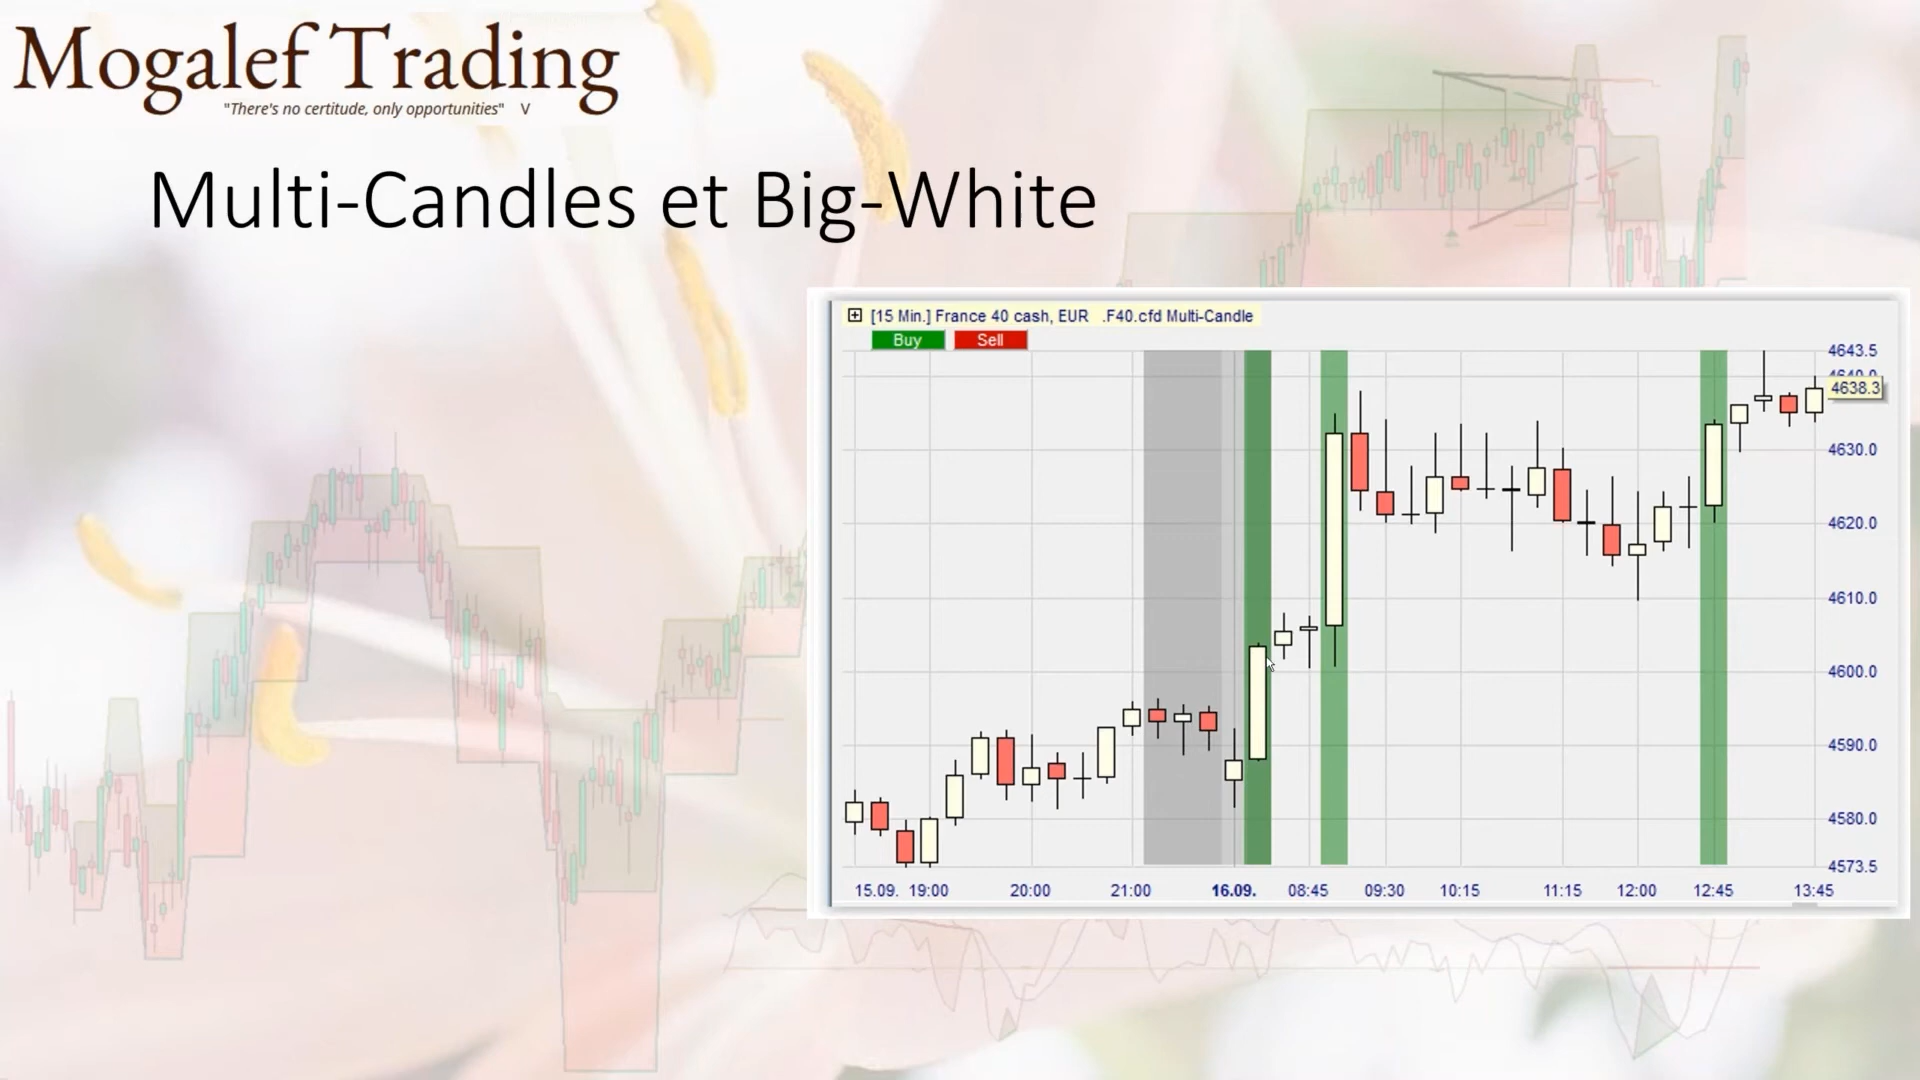 Mogalef Trading
"There's no certitude, only opportunities" V
Multi-Candles et Big-White
[15 Min.] France 40 cash, EUR .F40.cfd Multi-Candle
Buy Sell
4643.5
4640.0
4638.3
4630.0
4620.0
4610.0
4600.0
4590.0
4580.0
4573.5
15.09. 19:00 20:00 21:00 16.09. 08:45 09:30 10:15 11:15 12:00 12:45 13:45